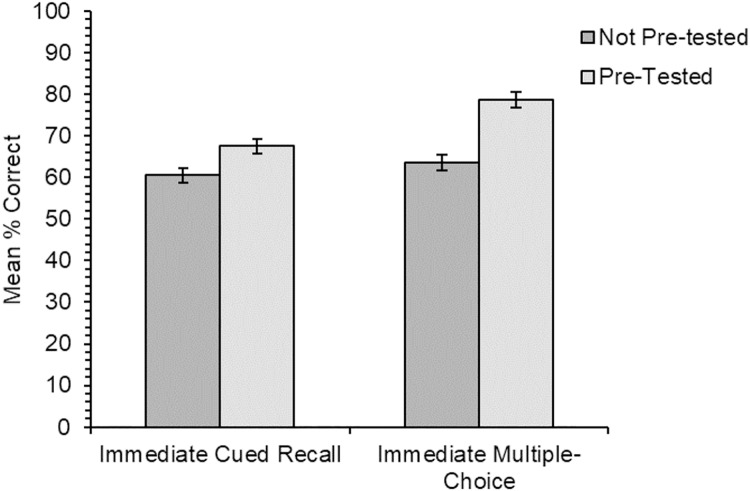 Mean % Correct
100
90
80
70
60
50
40
30
20
10
0
Immediate Cued Recall
Immediate Multiple-
Choice
Not Pre-tested
Pre-Tested